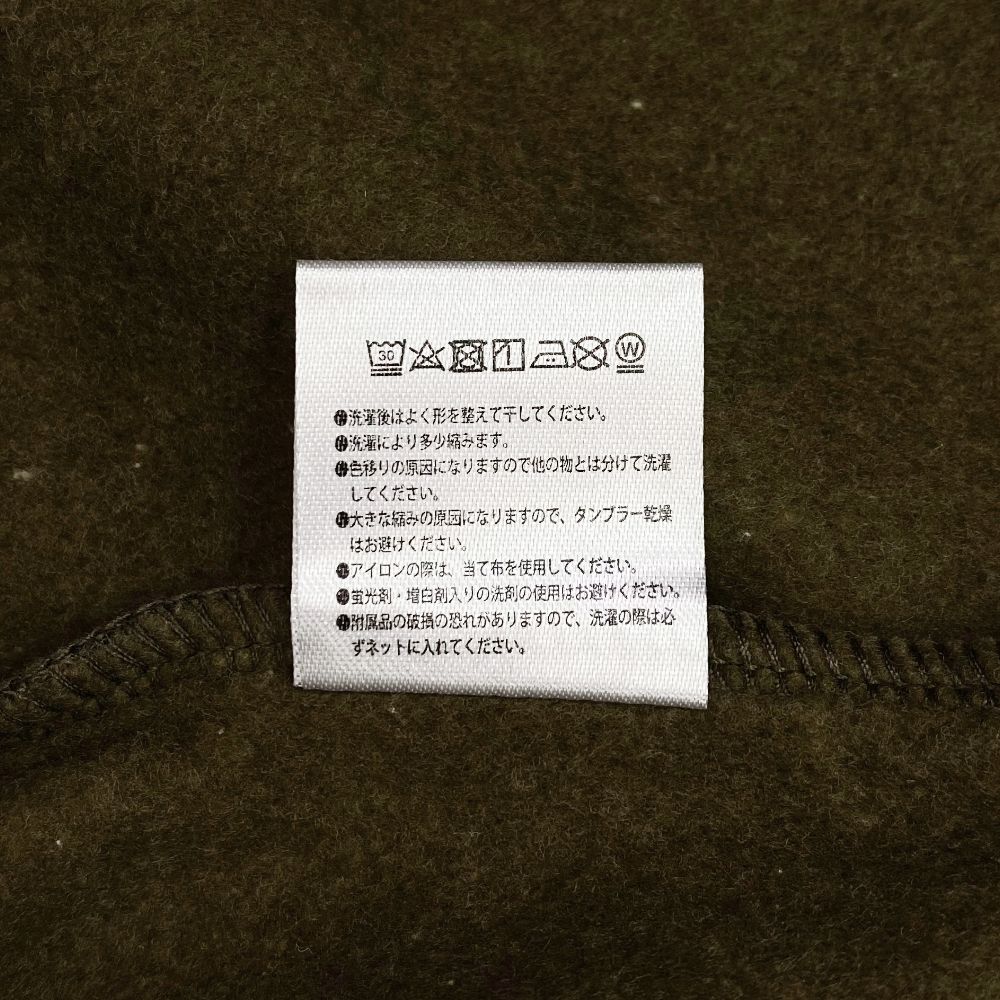 30 W
●洗濯後はよく形を整えて干してください。
●洗濯により多少縮みます。
●色移りの原因になりますので他の物とは分けて洗濯
してください。
●大きな縮みの原因になりますので、タンブラー乾燥
はお避けください。
●アイロンの際は、当て布を使用してください。
●蛍光剤・増白剤入りの洗剤の使用はお避けください。
●附属品の破損の恐れがありますので、洗濯の際は必
ずネットに入れてください。